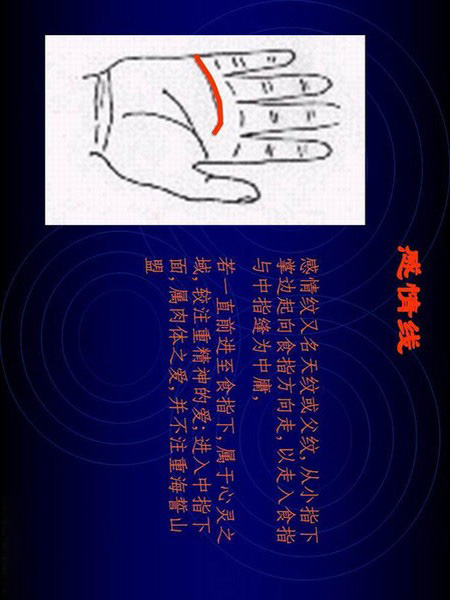 感情线
感情纹又名天纹或父纹,从小指下
掌边起向食指方向走,以走入食指
与中指缝为中庸,
若一直前进至食指下,属于心灵之
域,较注重精神的爱;进入中指下
面,属肉体之爱,并不注重海誓山
盟